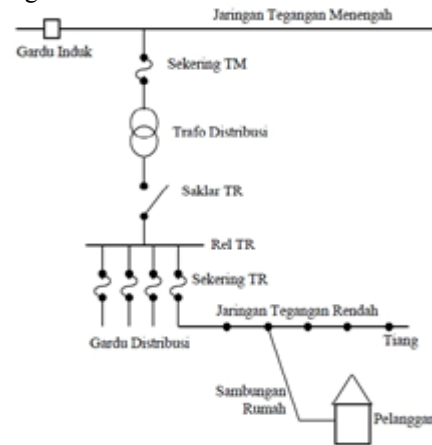 Jaringan Tegangan Menengah
Gardu Induk
Sekering TM
Trafo Distribusi
Saklar TR
Rel TR
Sekering TR
Jaringan Tegangan Rendah
Gardu Distribusi
Tiang
Sambungan
Rumah
Pelanggan